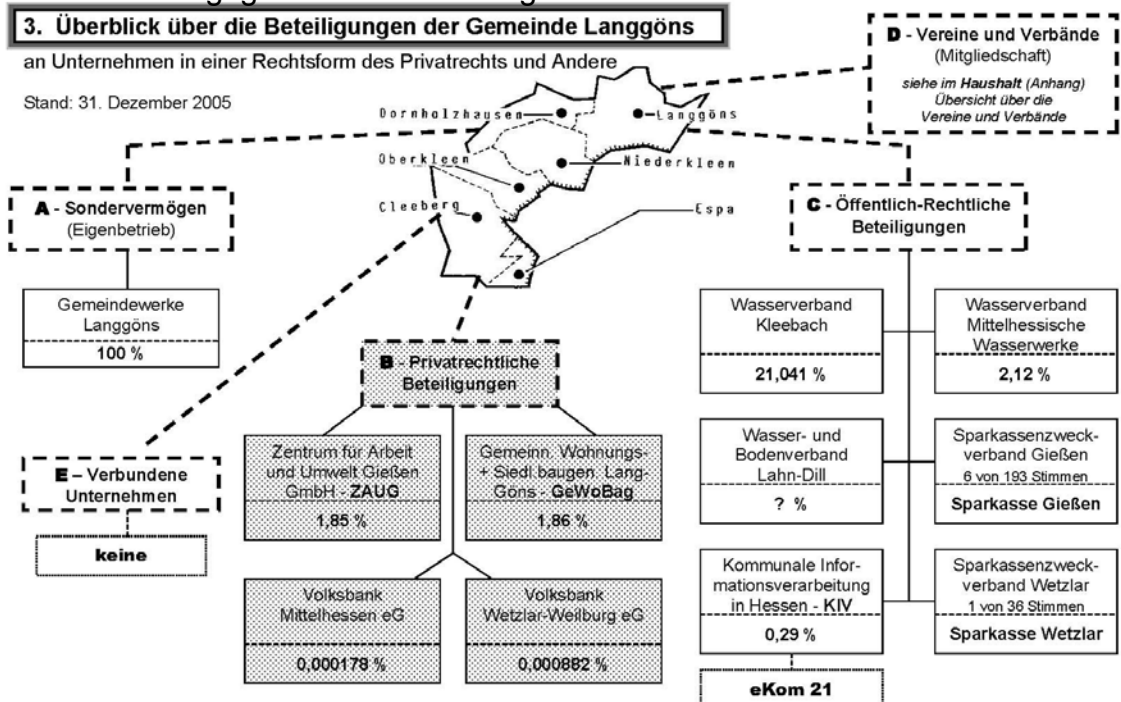 3. Überblick über die Beteiligungen der Gemeinde Langgöns
an Unternehmen in einer Rechtsform des Privatrechts und Andere
Stand: 31. Dezember 2005
D - Vereine und Verbände
(Mitgliedschaft)
siehe im Haushalt (Anhang)
Übersicht über die
Vereine und Verbände
Dornholzhausen
Langgöns
Oberkleen
Niederkleen
Cleeberg
Espa
A - Sondervermögen
(Eigenbetrieb)
Gemeindewerke
Langgöns
100 %
E – Verbundene
Unternehmen
keine
B - Privatrechtliche
Beteiligungen
Zentrum für Arbeit
und Umwelt Gießen
GmbH - ZAUG
1,85 %
Gemeinn. Wohnungs-
+ Siedl.baugen. Lang-
Göns - GeWoBag
1,86 %
Volksbank
Mittelhessen eG
0,000178 %
Volksbank
Wetzlar-Weilburg eG
0,000882 %
C - Öffentlich-Rechtliche
Beteiligungen
Wasserverband
Kleebach
21,041 %
Wasserverband
Mittelhessische
Wasserwerke
2,12 %
Wasser- und
Bodenverband
Lahn-Dill
? %
Sparkassenzweck-
verband Gießen
6 von 193 Stimmen
Sparkasse Gießen
Kommunale Infor-
mationsverarbeitung
in Hessen - KIV
0,29 %
Sparkassenzweck-
verband Wetzlar
1 von 36 Stimmen
Sparkasse Wetzlar
eKom 21